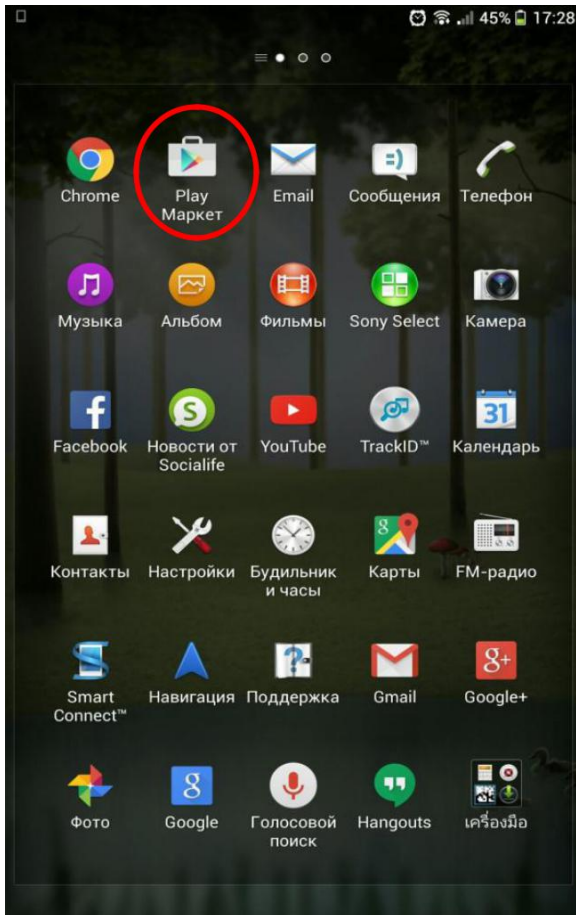 45% 17:28
Chrome
Play
Маркет
Email
Сообщения
Телефон
Музыка
Альбом
Фильмы
Sony Select
Камера
Facebook
Новости от
Socialife
YouTube
TrackID™
31
Календарь
Контакты
Настройки
Будильник
и часы
Карты
FM-радио
Smart
Connect™
Навигация
Поддержка
Gmail
Google+
Фото
Google
Голосовой
поиск
Hangouts
เครื่องมือ